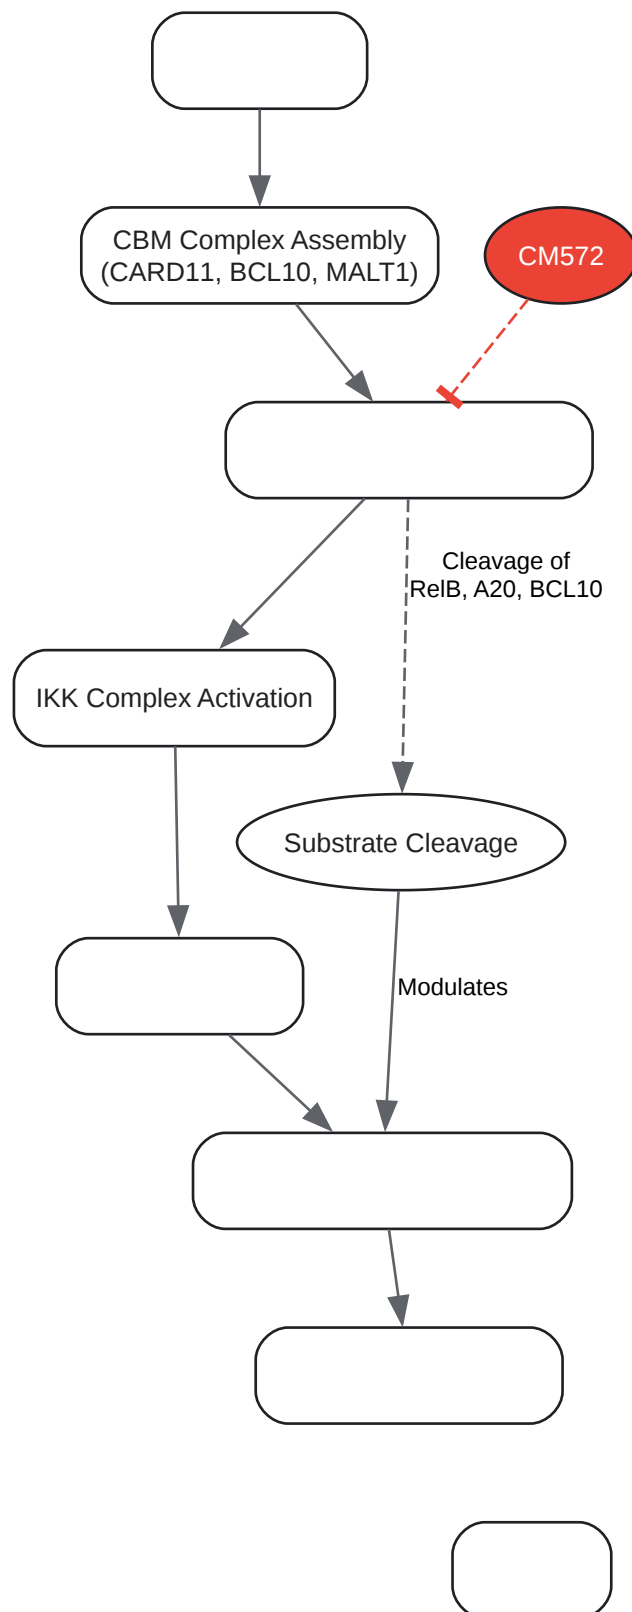 CBM Complex Assembly
(CARD11, BCL10, MALT1)
CM572
Cleavage of
RelB, A20, BCL10
IKK Complex Activation
Substrate Cleavage
Modulates